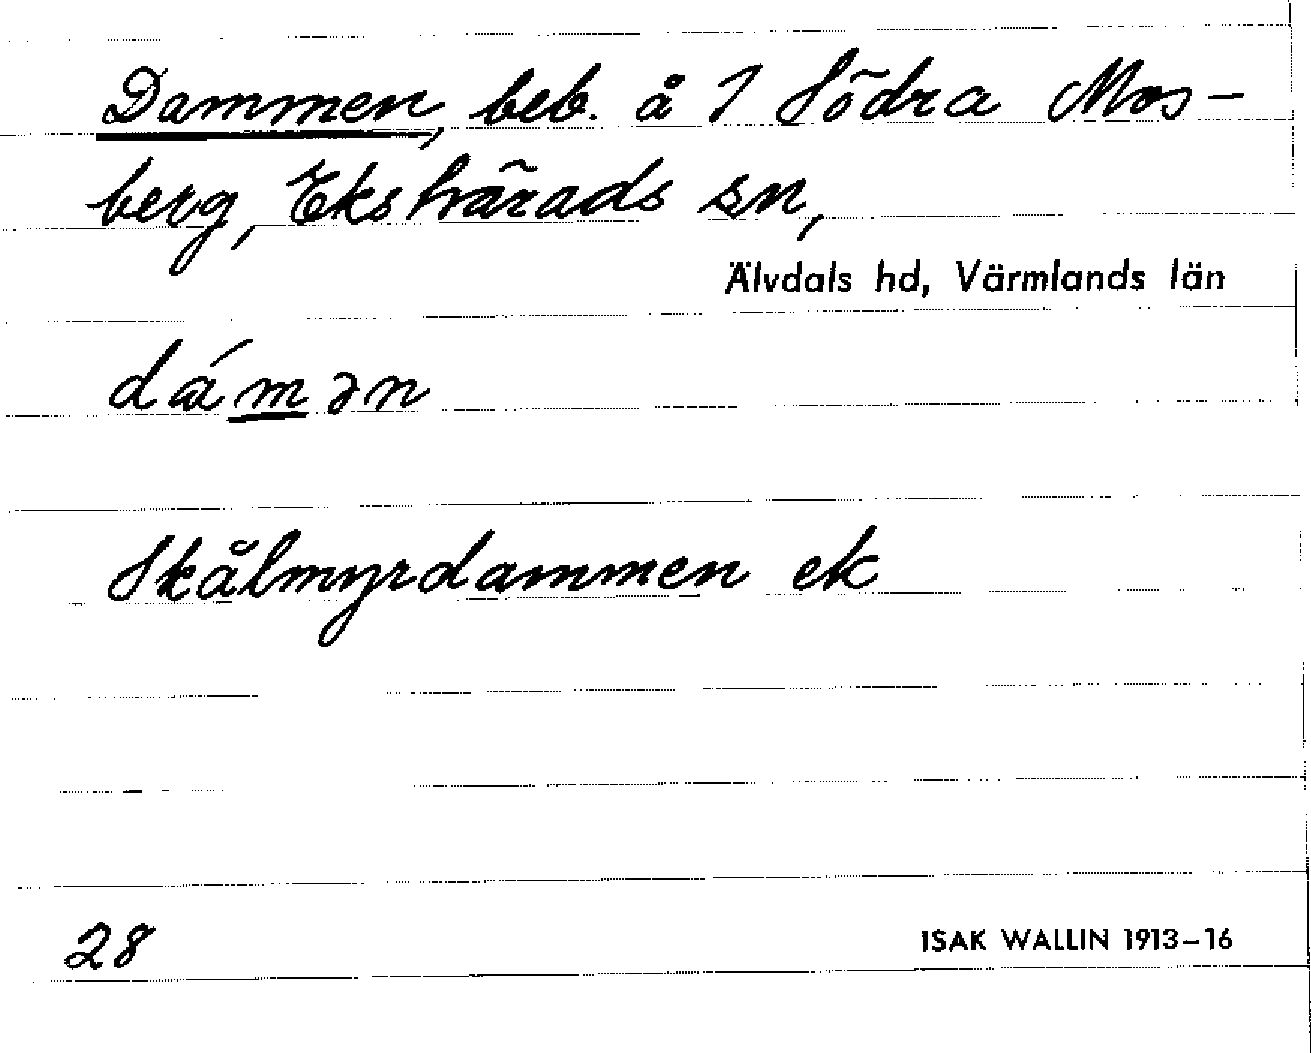 Dammen, beb. å 1 Södra Mos-
berg, Ekshärads sn,
Älvdals hd, Värmlands län
dámən
Skålmyrdammen ek
28
ISAK WALLIN 1913–16